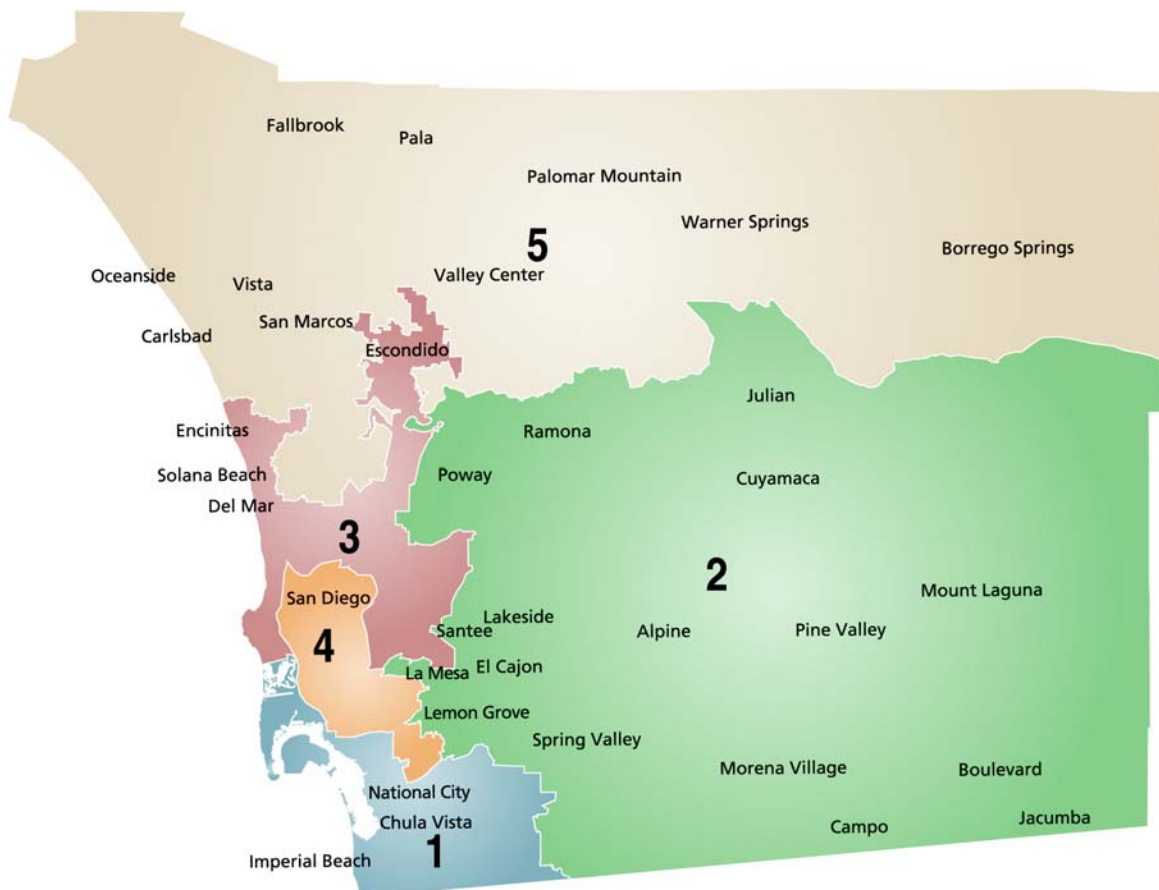 Fallbrook
Pala
Palomar Mountain
Warner Springs
5
Borrego Springs
Oceanside
Vista
Valley Center
San Marcos
Carlsbad
Escondido
Julian
Encinitas
Ramona
Solana Beach
Poway
Cuyamaca
Del Mar
3
2
Mount Laguna
San Diego
Lakeside
Santee
Alpine
Pine Valley
4
La Mesa
El Cajon
Lemon Grove
Spring Valley
Morena Village
Boulevard
National City
Chula Vista
Campo
Jacumba
1
Imperial Beach